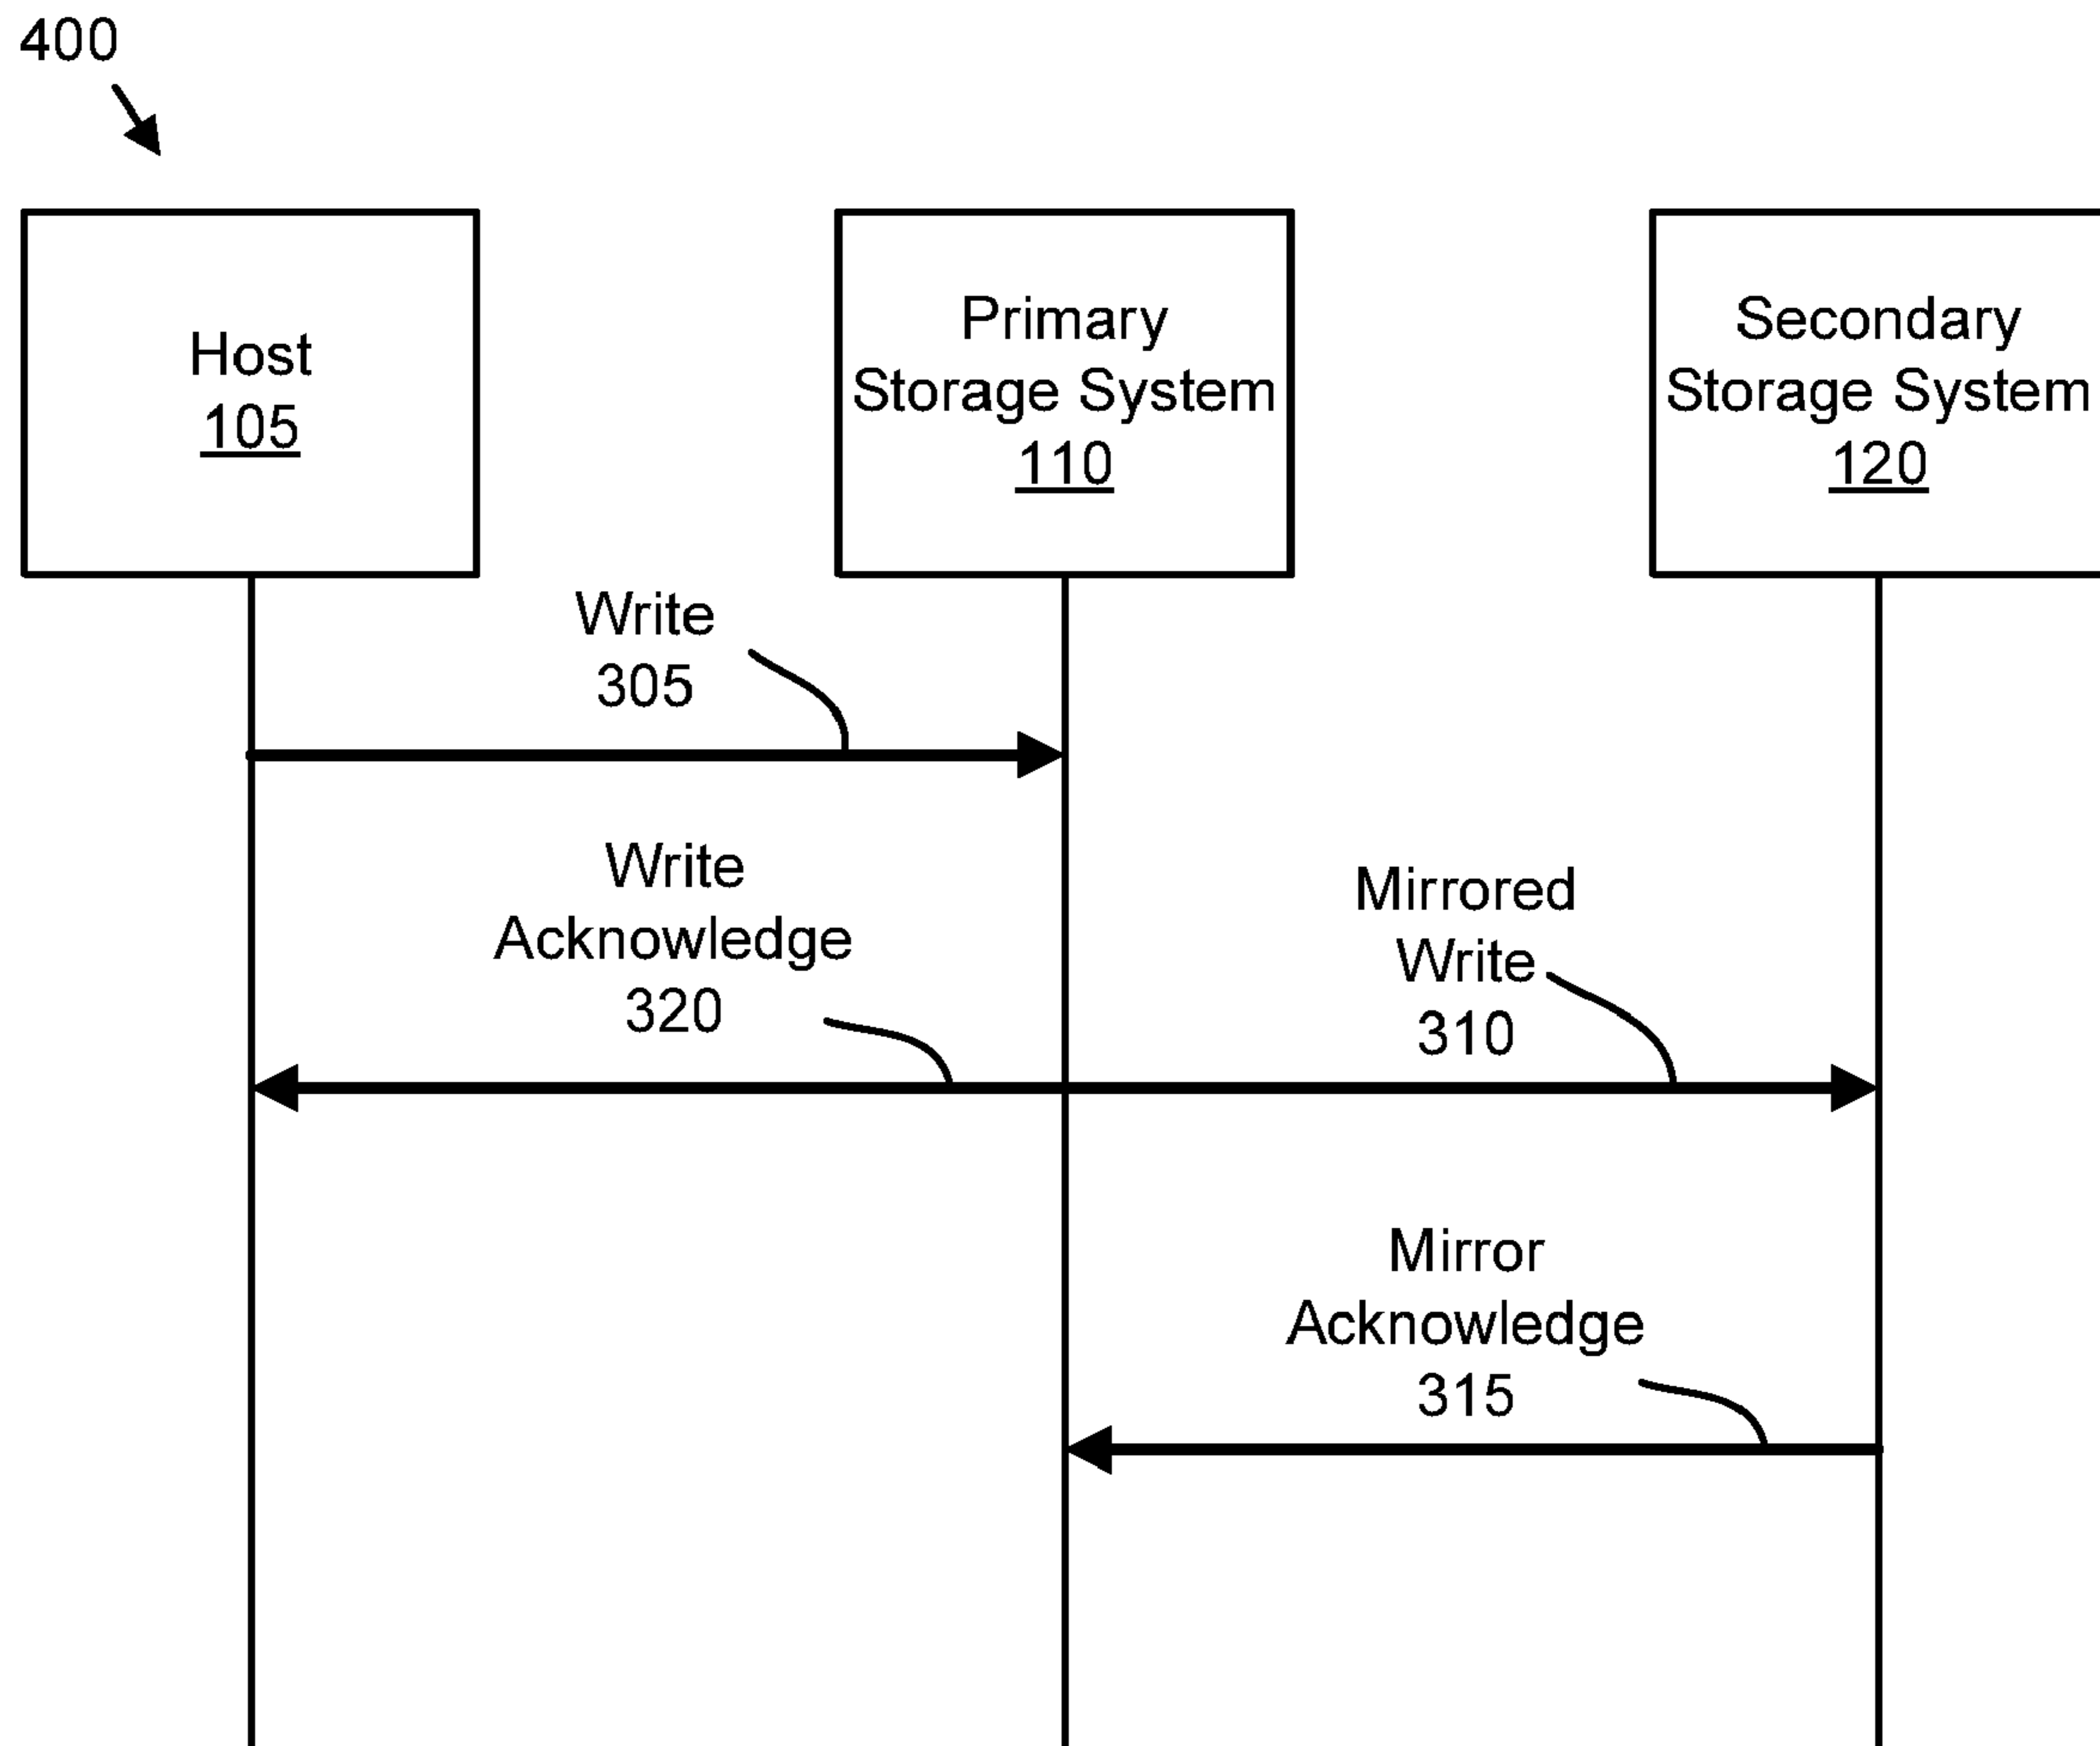 400
Host
105
Primary
Storage System
110
Secondary
Storage System
120
Write
305
Write
Acknowledge
320
Mirrored
Write
310
Mirror
Acknowledge
315